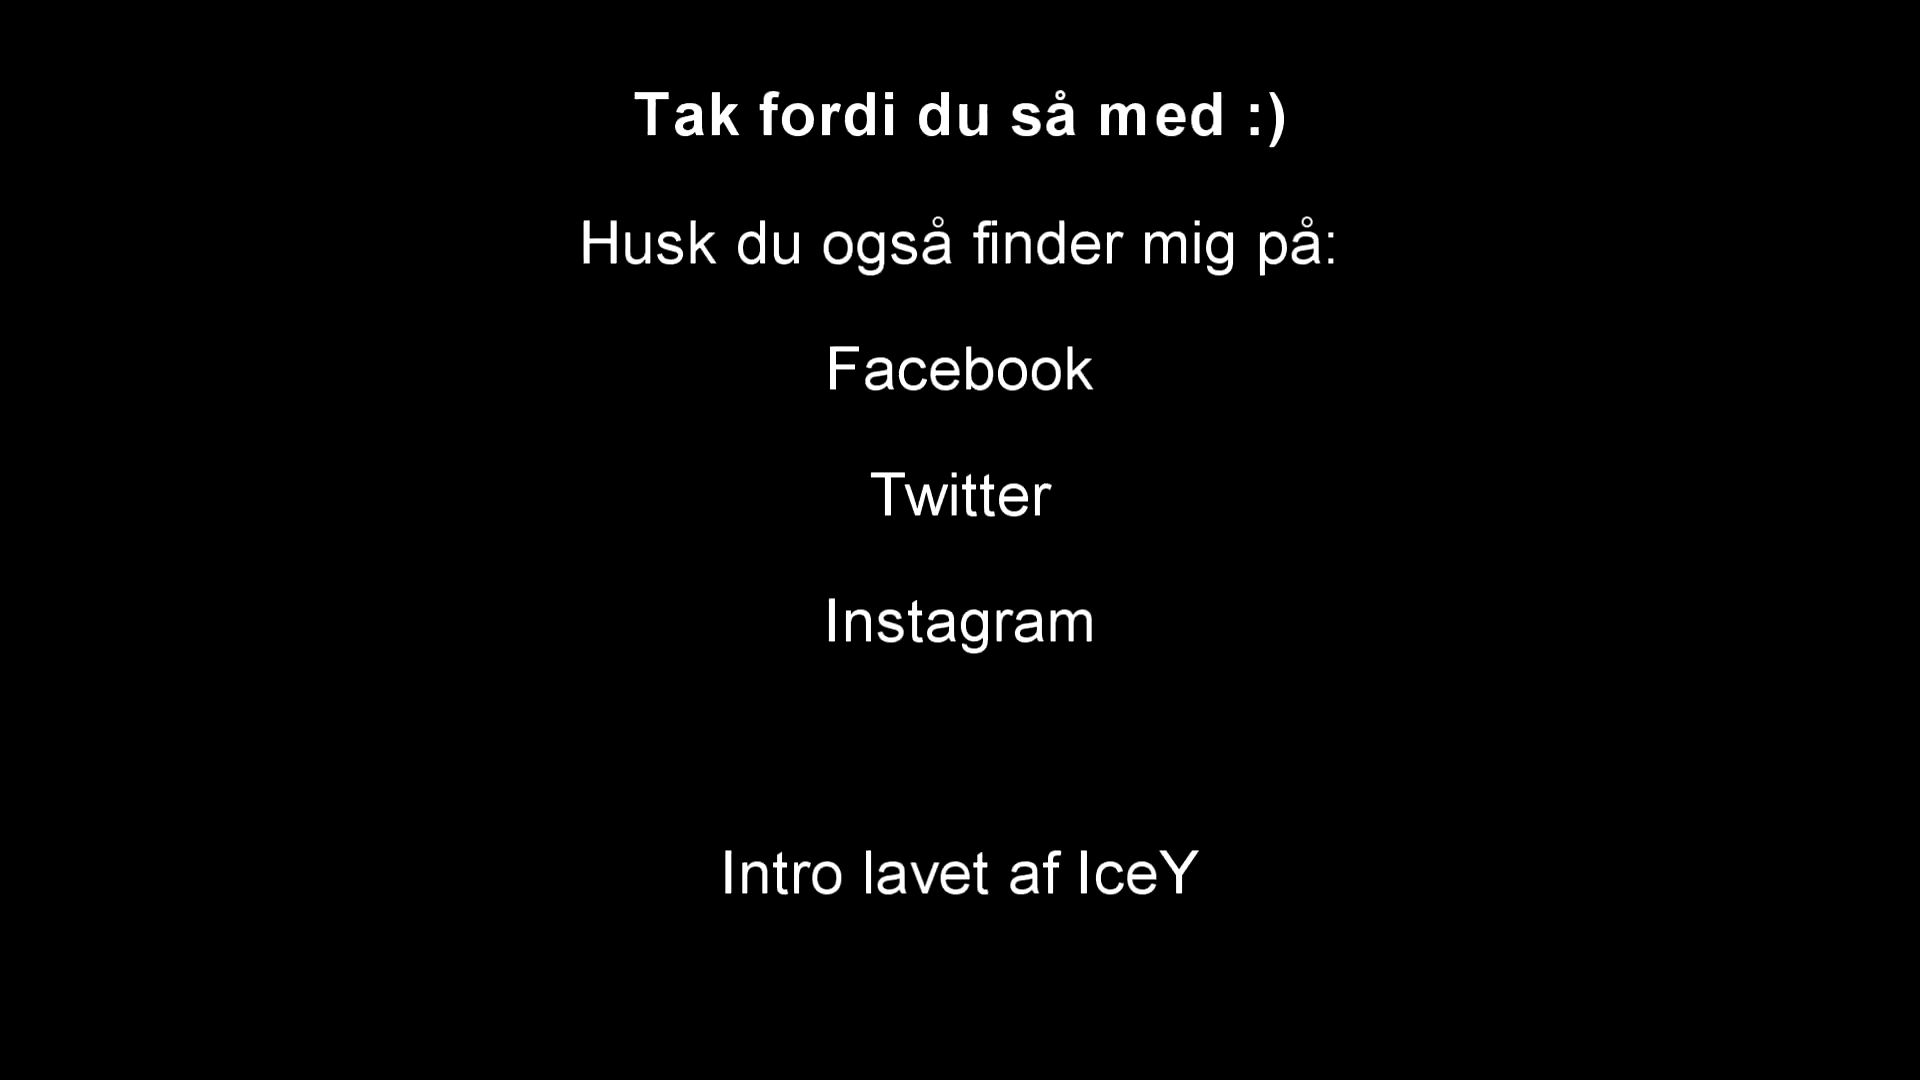 Tak fordi du så med :)
Husk du også finder mig på:
Facebook
Twitter
Instagram
Intro lavet af IceY